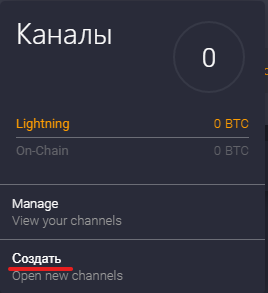 Каналы
0
Lightning 0 BTC
On-Chain 0 BTC
Manage
View your channels
Создать
Open new channels